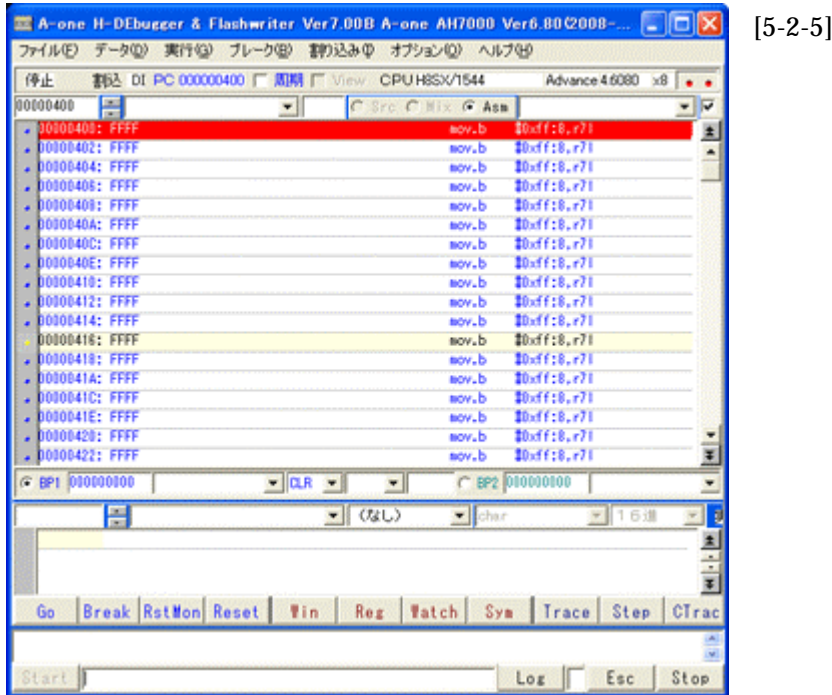 A-one H-DEbugger & Flashwriter Ver7.00B A-one AH7000 Ver6.80(2008-...
[5-2-5]
ファイル(F) データ(D) 実行(G) ブレーク(B) 割り込み(I) オプション(O) ヘルプ(H)
停止 割込 DI PC 000000400 周期 View CPU H8SX/1544 Advance 4.6080 x8
00000400 Src Mix Asm
00000400: FFFF mov.b #0xff:8,r7l
00000402: FFFF mov.b #0xff:8,r7l
00000404: FFFF mov.b #0xff:8,r7l
00000406: FFFF mov.b #0xff:8,r7l
00000408: FFFF mov.b #0xff:8,r7l
0000040A: FFFF mov.b #0xff:8,r7l
0000040C: FFFF mov.b #0xff:8,r7l
0000040E: FFFF mov.b #0xff:8,r7l
00000410: FFFF mov.b #0xff:8,r7l
00000412: FFFF mov.b #0xff:8,r7l
00000414: FFFF mov.b #0xff:8,r7l
00000416: FFFF mov.b #0xff:8,r7l
00000418: FFFF mov.b #0xff:8,r7l
0000041A: FFFF mov.b #0xff:8,r7l
0000041C: FFFF mov.b #0xff:8,r7l
0000041E: FFFF mov.b #0xff:8,r7l
00000420: FFFF mov.b #0xff:8,r7l
00000422: FFFF mov.b #0xff:8,r7l
BP1 000000000 CLR BP2 000000000
(なし) char 16進
Go Break RstMon Reset Win Reg Watch Sym Trace Step CTrac
Start Log Esc Stop